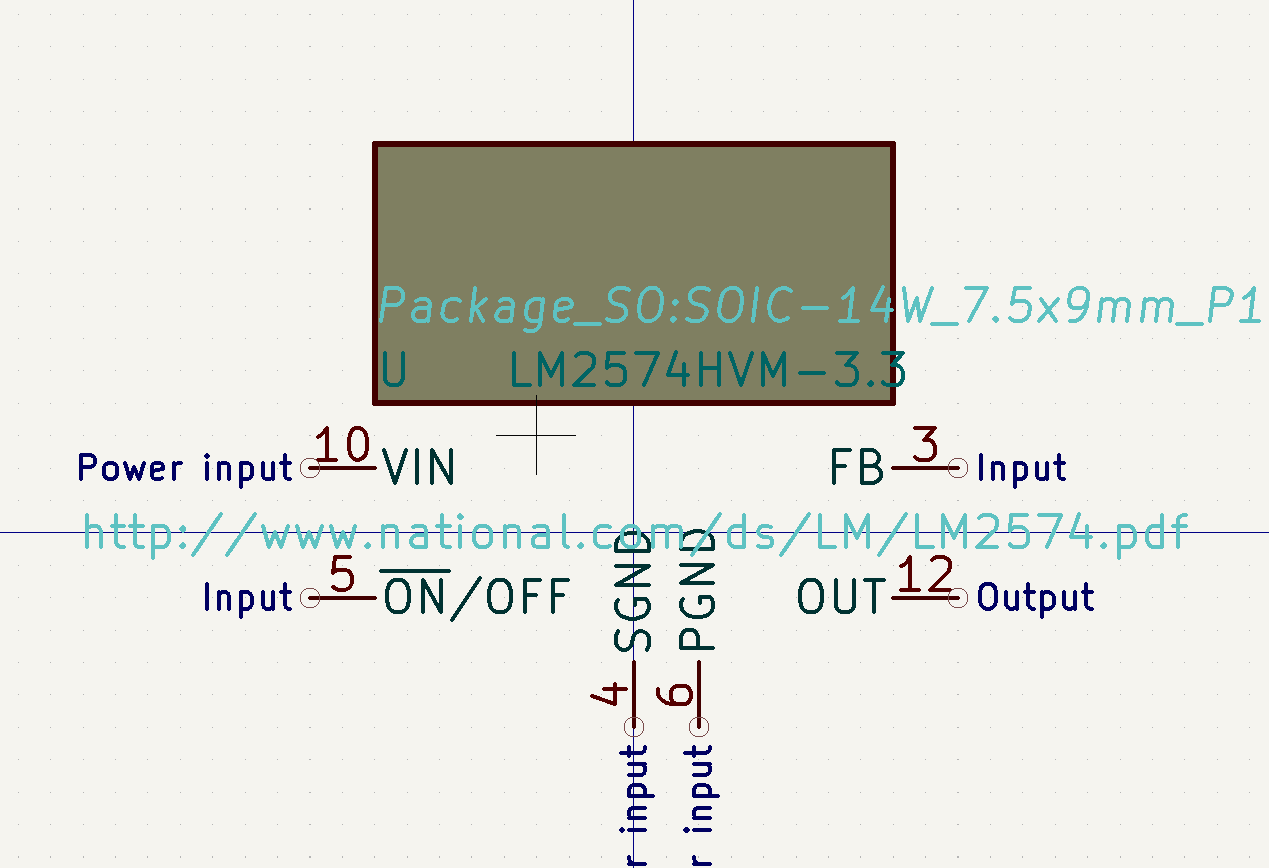 Package_SO:SOIC-14W_7.5x9mm_P1
U LM2574HVM-3.3
Power input 10 VIN FB 3 Input
http://www.national.com/ds/LM/LM2574.pdf
Input 5 ON/OFF OUT 12 Output
SGND PGND
4 6
r input r input